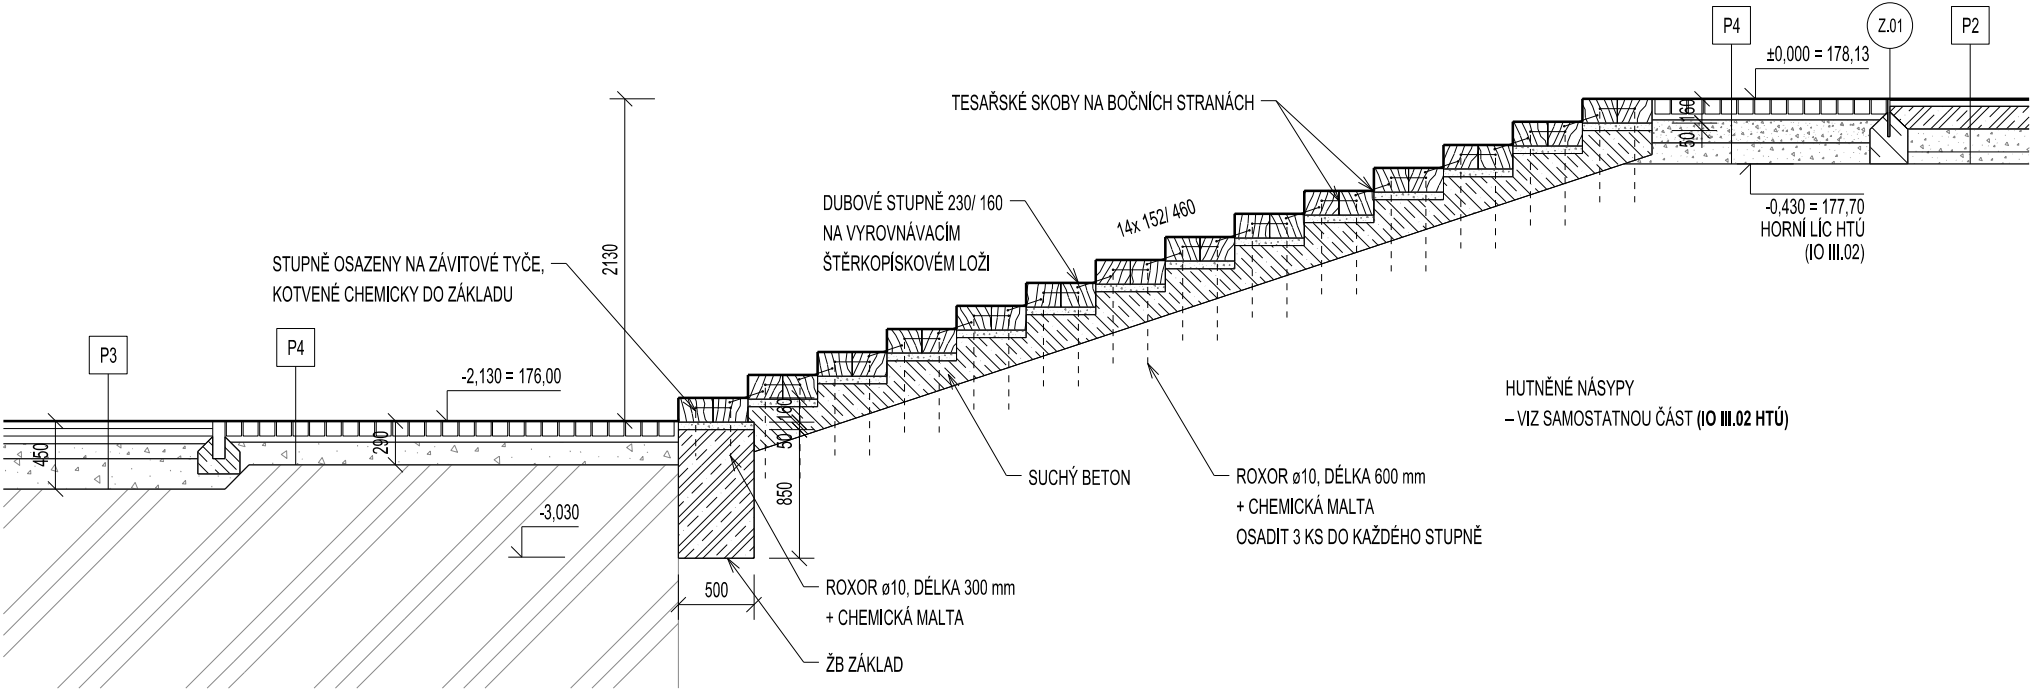 P4
Z.01
P2
±0,000 = 178,13
TESAŘSKÉ SKOBY NA BOČNÍCH STRANÁCH
160
50
DUBOVÉ STUPNĚ 230/ 160
NA VYROVNÁVACÍM
ŠTĚRKOPÍSKOVÉM LOŽI
14x 152/ 460
-0,430 = 177,70
HORNÍ LÍC HTÚ
(IO III.02)
2130
STUPNĚ OSAZENY NA ZÁVITOVÉ TYČE,
KOTVENÉ CHEMICKY DO ZÁKLADU
P3
P4
-2,130 = 176,00
HUTNĚNÉ NÁSYPY
– VIZ SAMOSTATNOU ČÁST (IO III.02 HTÚ)
450
290
160
50
850
SUCHÝ BETON
ROXOR ø10, DÉLKA 600 mm
+ CHEMICKÁ MALTA
OSADIT 3 KS DO KAŽDÉHO STUPNĚ
-3,030
500
ROXOR ø10, DÉLKA 300 mm
+ CHEMICKÁ MALTA
ŽB ZÁKLAD